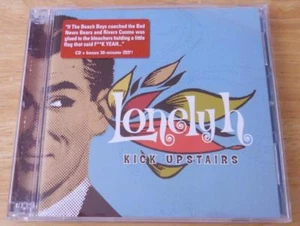 "If The Beach Boys coached the Bad
News Bears and Rivers Cuomo was
glued to the bleachers holding a little
flag that said F**K YEAH..."
CD + bonus 30-minute DVD!
the
Lonely h
KICK UPSTAIRS